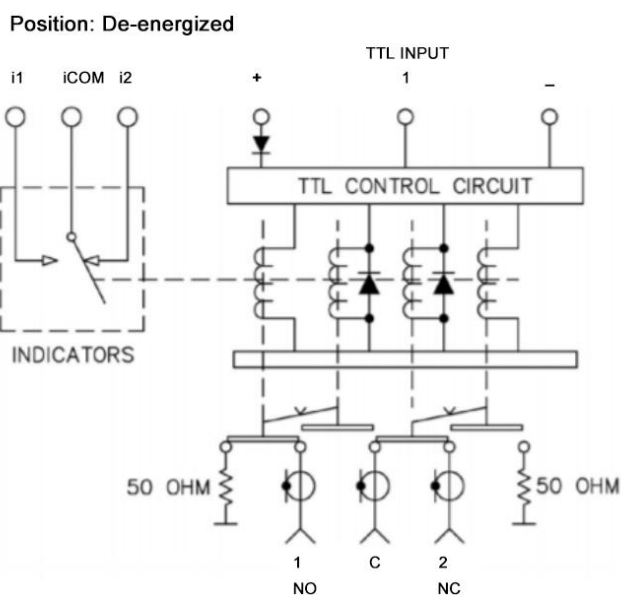 Position: De-energized
TTL INPUT
i1 iCOM i2 + 1 –
TTL CONTROL CIRCUIT
INDICATORS
50 OHM 50 OHM
1 C 2
NO NC